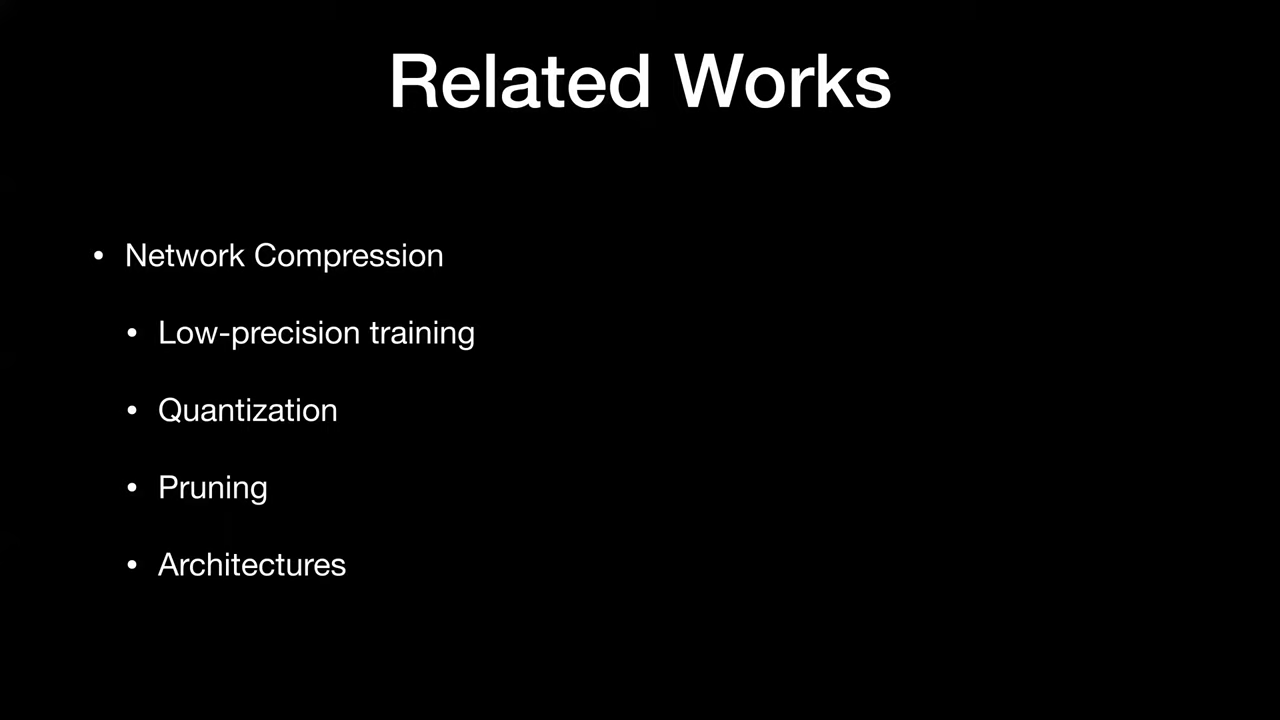 Related Works
• Network Compression
• Low-precision training
• Quantization
• Pruning
• Architectures